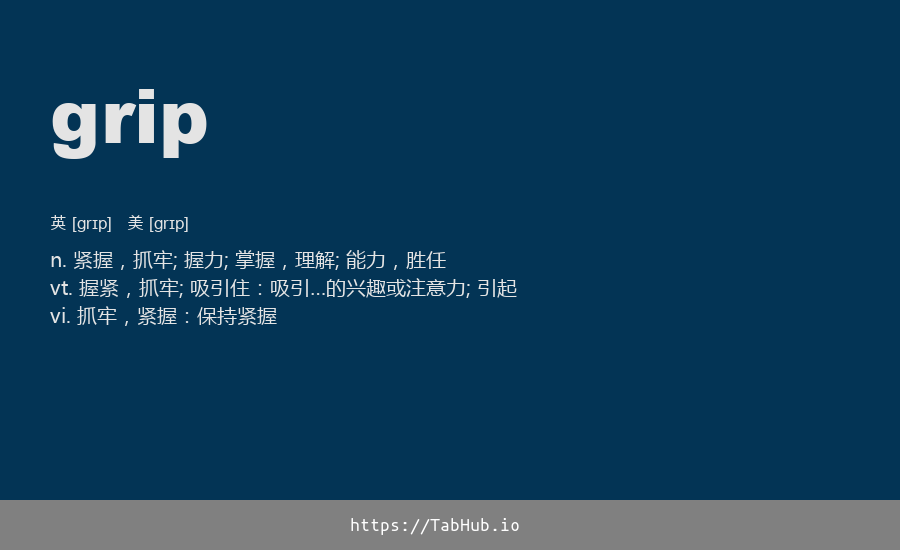 grip
英 [grɪp] 美 [grɪp]
n. 紧握，抓牢; 握力; 掌握，理解; 能力，胜任
vt. 握紧，抓牢; 吸引住：吸引…的兴趣或注意力; 引起
vi. 抓牢，紧握：保持紧握
https://TabHub.io